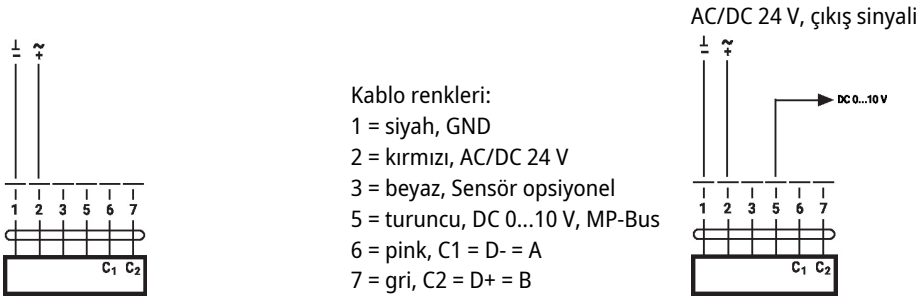 AC/DC 24 V, çıkış sinyali
⊥ ~
− +
1 2 3 5 6 7
C1 C2
Kablo renkleri:
1 = siyah, GND
2 = kırmızı, AC/DC 24 V
3 = beyaz, Sensör opsiyonel
5 = turuncu, DC 0...10 V, MP-Bus
6 = pink, C1 = D- = A
7 = gri, C2 = D+ = B
⊥ ~
− +
DC 0...10 V
1 2 3 5 6 7
C1 C2